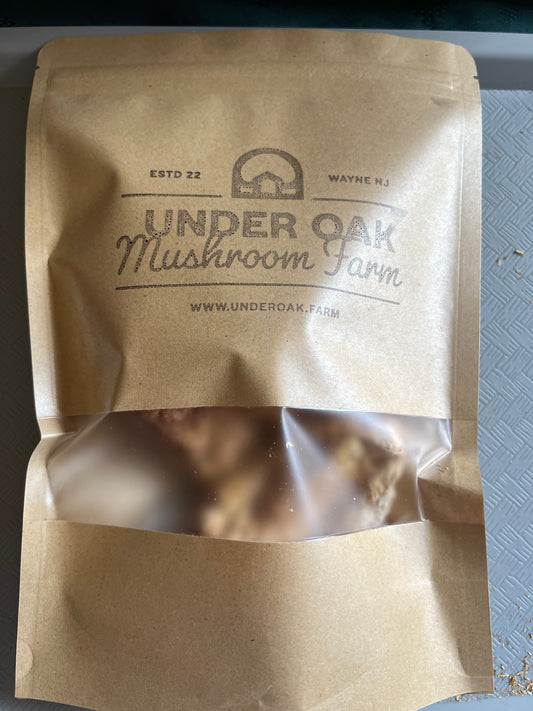 ESTD 22
WAYNE NJ
UNDER OAK
Mushroom Farm
WWW.UNDEROAK.FARM